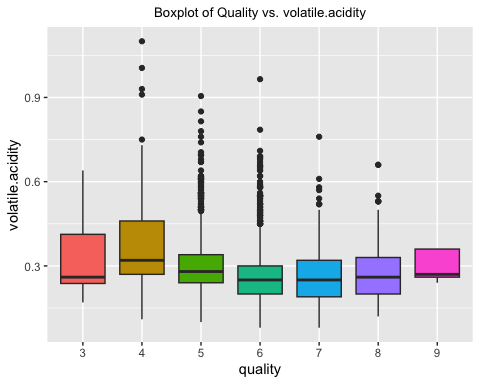 Boxplot of Quality vs. volatile.acidity
volatile.acidity
0.9
0.6
0.3
3 4 5 6 7 8 9
quality